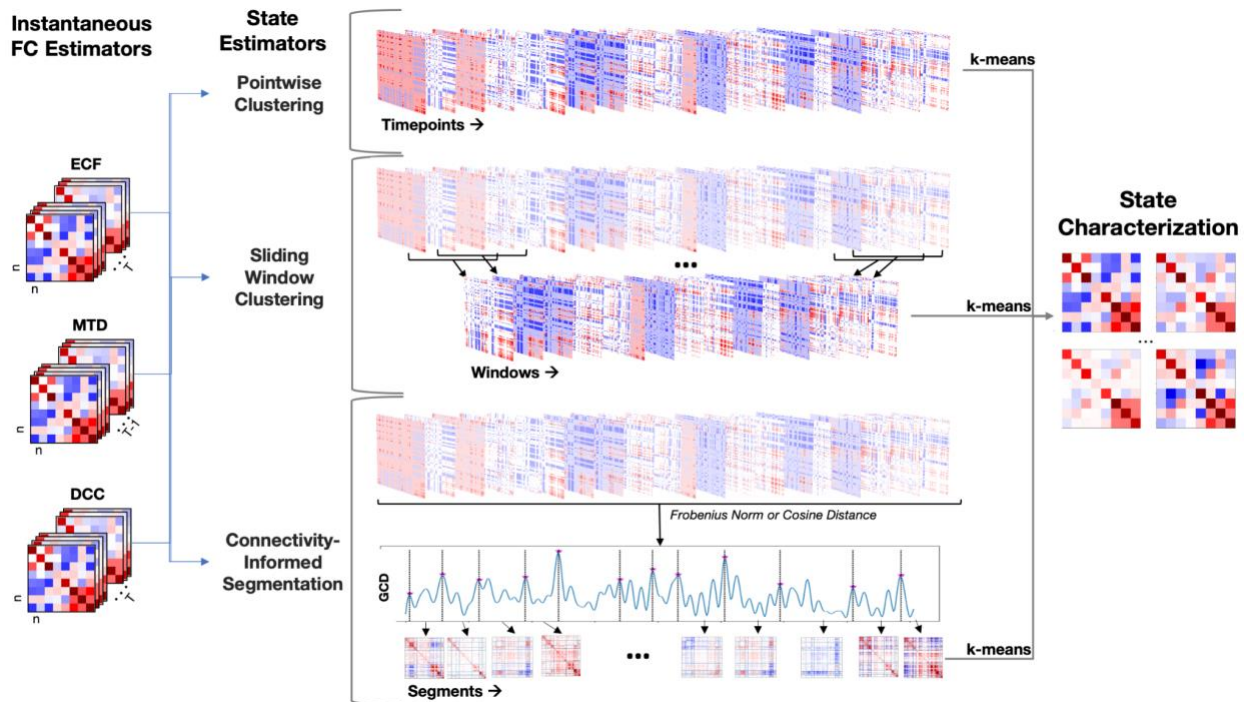 Instantaneous
FC Estimators
State
Estimators
Pointwise
Clustering
Timepoints →
k-means
ECF
n
n
T
Sliding
Window
Clustering
...
Windows →
k-means
MTD
n
n
T-1
State
Characterization
...
Frobenius Norm or Cosine Distance
DCC
n
n
T
Connectivity-
Informed
Segmentation
GCD
...
Segments →
k-means